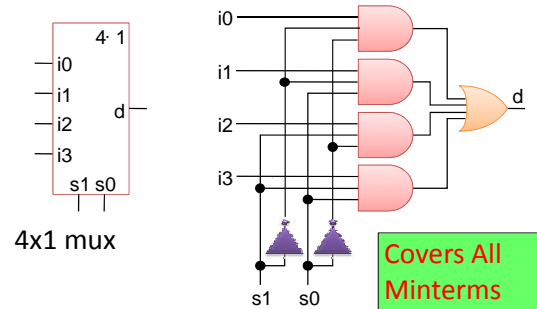 4· 1
i0
i1
i2
i3
d
s1 s0
4x1 mux
i0
i1
i2
i3
d
s1
s0
Covers All
Minterms